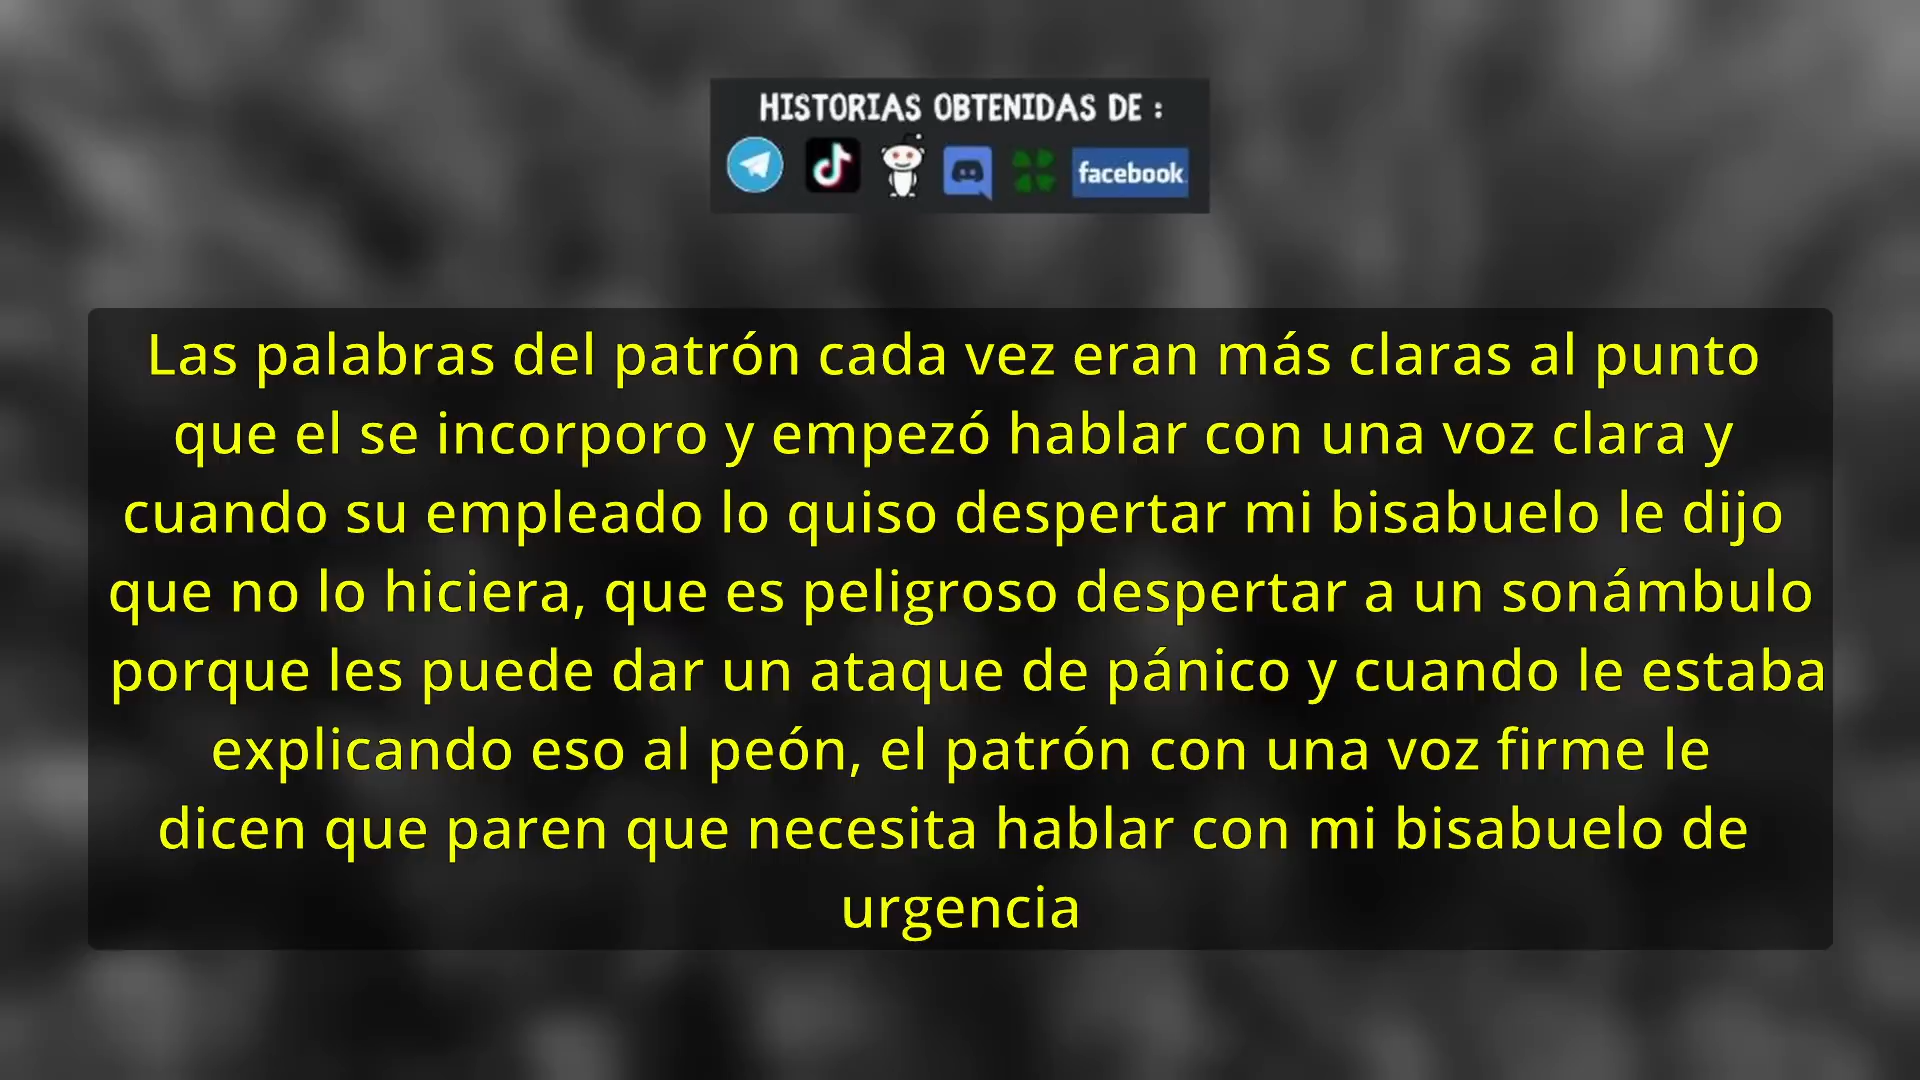 HISTORIAS OBTENIDAS DE :
facebook
Las palabras del patrón cada vez eran más claras al punto
que el se incorporo y empezó hablar con una voz clara y
cuando su empleado lo quiso despertar mi bisabuelo le dijo
que no lo hiciera, que es peligroso despertar a un sonámbulo
porque les puede dar un ataque de pánico y cuando le estaba
explicando eso al peón, el patrón con una voz firme le
dicen que paren que necesita hablar con mi bisabuelo de
urgencia